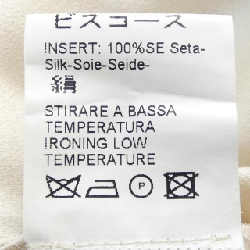 ビスコース
INSERT: 100%SE Seta-
Silk-Soie-Seide-
絹
STIRARE A BASSA
TEMPERATURA
IRONING LOW
TEMPERATURE
P